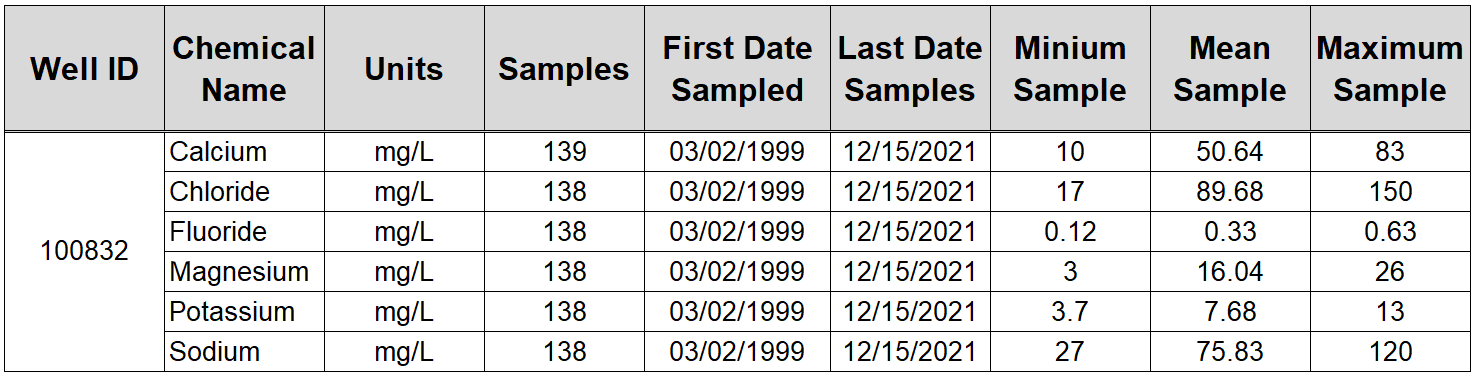 Well ID Chemical Name Units Samples First Date Sampled Last Date Samples Minium Sample Mean Sample Maximum Sample
100832
Calcium mg/L 139 03/02/1999 12/15/2021 10 50.64 83
Chloride mg/L 138 03/02/1999 12/15/2021 17 89.68 150
Fluoride mg/L 138 03/02/1999 12/15/2021 0.12 0.33 0.63
Magnesium mg/L 138 03/02/1999 12/15/2021 3 16.04 26
Potassium mg/L 138 03/02/1999 12/15/2021 3.7 7.68 13
Sodium mg/L 138 03/02/1999 12/15/2021 27 75.83 120